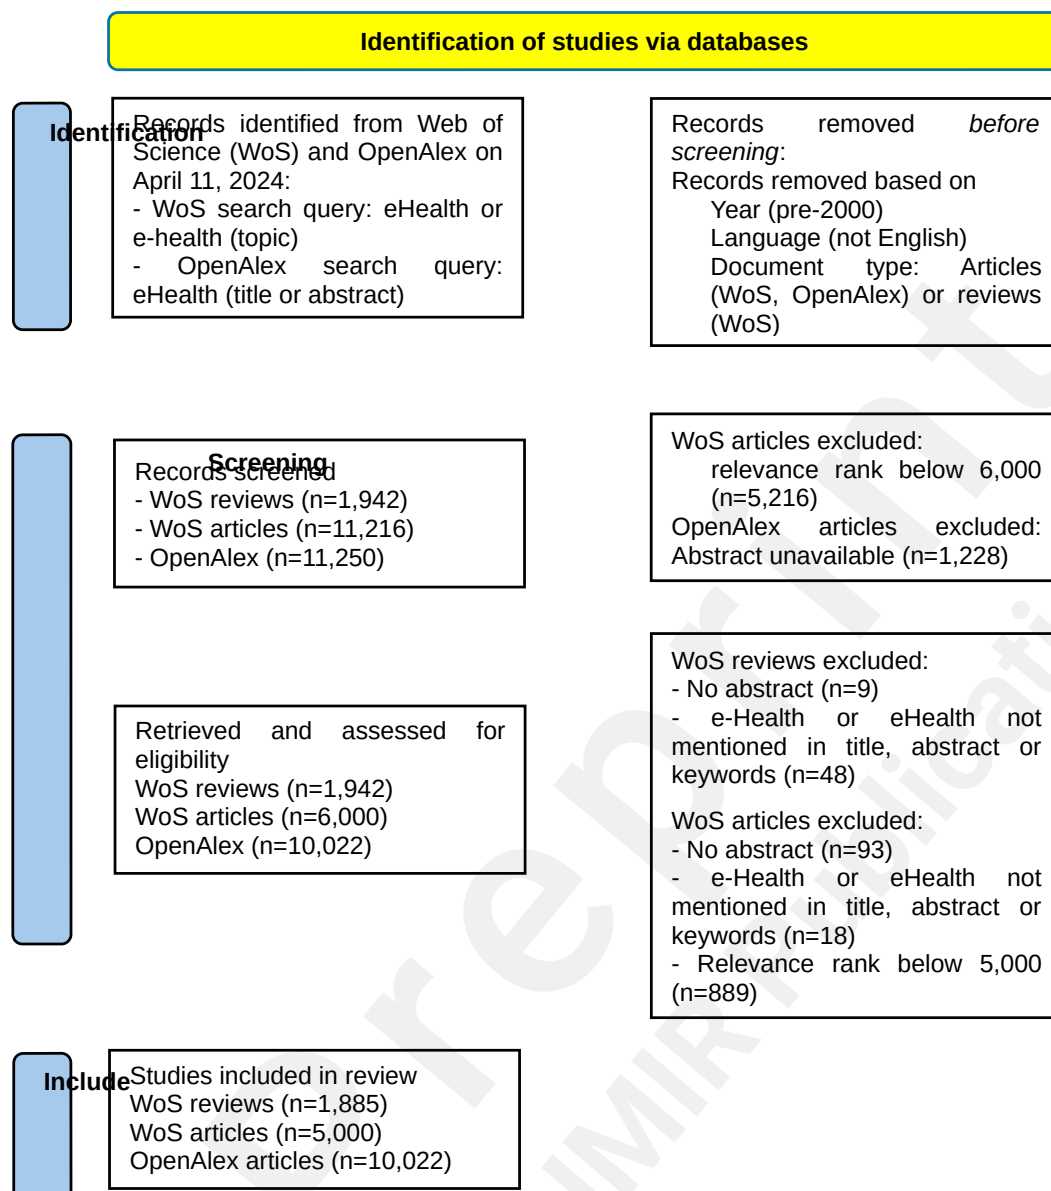 Identification of studies via databases
Identification
Records identified from Web of
Science (WoS) and OpenAlex on
April 11, 2024:
- WoS search query: eHealth or
e-health (topic)
- OpenAlex search query:
eHealth (title or abstract)
Records removed before
screening:
Records removed based on
Year (pre-2000)
Language (not English)
Document type: Articles
(WoS, OpenAlex) or reviews
(WoS)
Screening
Records screened
- WoS reviews (n=1,942)
- WoS articles (n=11,216)
- OpenAlex (n=11,250)
WoS articles excluded:
relevance rank below 6,000
(n=5,216)
OpenAlex articles excluded:
Abstract unavailable (n=1,228)
Retrieved and assessed for
eligibility
WoS reviews (n=1,942)
WoS articles (n=6,000)
OpenAlex (n=10,022)
WoS reviews excluded:
- No abstract (n=9)
- e-Health or eHealth not
mentioned in title, abstract or
keywords (n=48)
WoS articles excluded:
- No abstract (n=93)
- e-Health or eHealth not
mentioned in title, abstract or
keywords (n=18)
- Relevance rank below 5,000
(n=889)
Include
Studies included in review
WoS reviews (n=1,885)
WoS articles (n=5,000)
OpenAlex articles (n=10,022)
reprint
JMIR Publicati